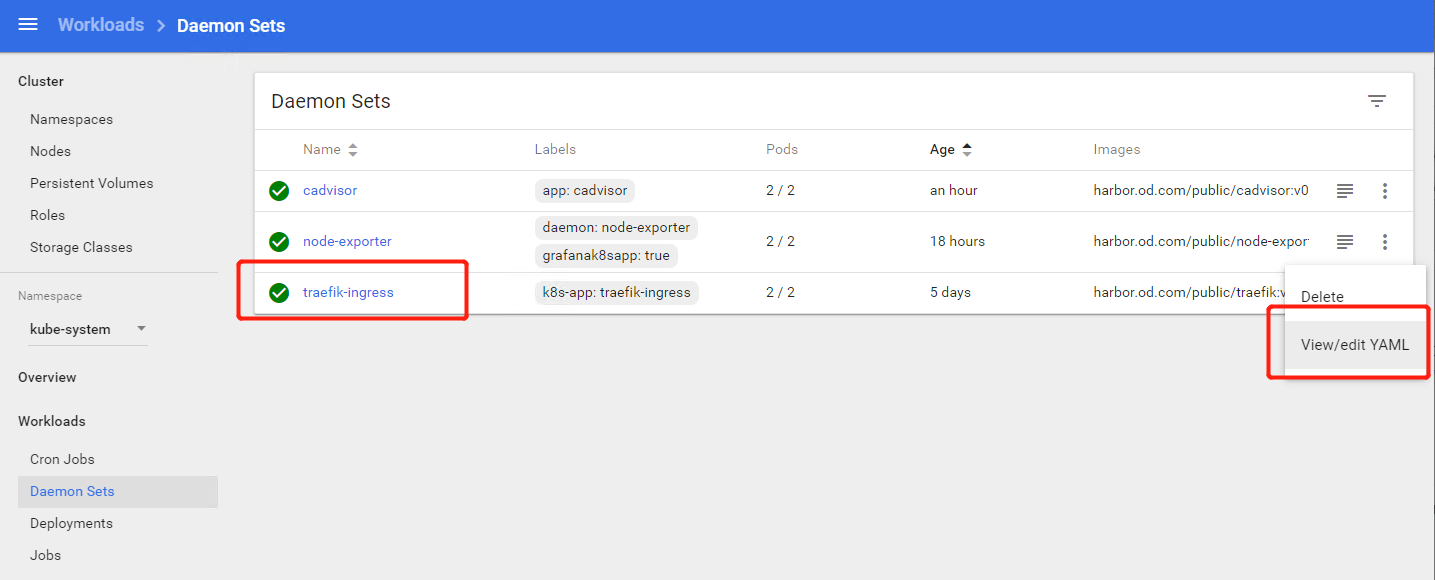 Workloads > Daemon Sets
Cluster
Namespaces
Nodes
Persistent Volumes
Roles
Storage Classes
Namespace
kube-system
Overview
Workloads
Cron Jobs
Daemon Sets
Deployments
Jobs
Daemon Sets
Name Labels Pods Age Images
cadvisor app: cadvisor 2 / 2 an hour harbor.od.com/public/cadvisor:v0
node-exporter daemon: node-exporter grafanak8sapp: true 2 / 2 18 hours harbor.od.com/public/node-expor
traefik-ingress k8s-app: traefik-ingress 2 / 2 5 days harbor.od.com/public/traefik:v
Delete
View/edit YAML